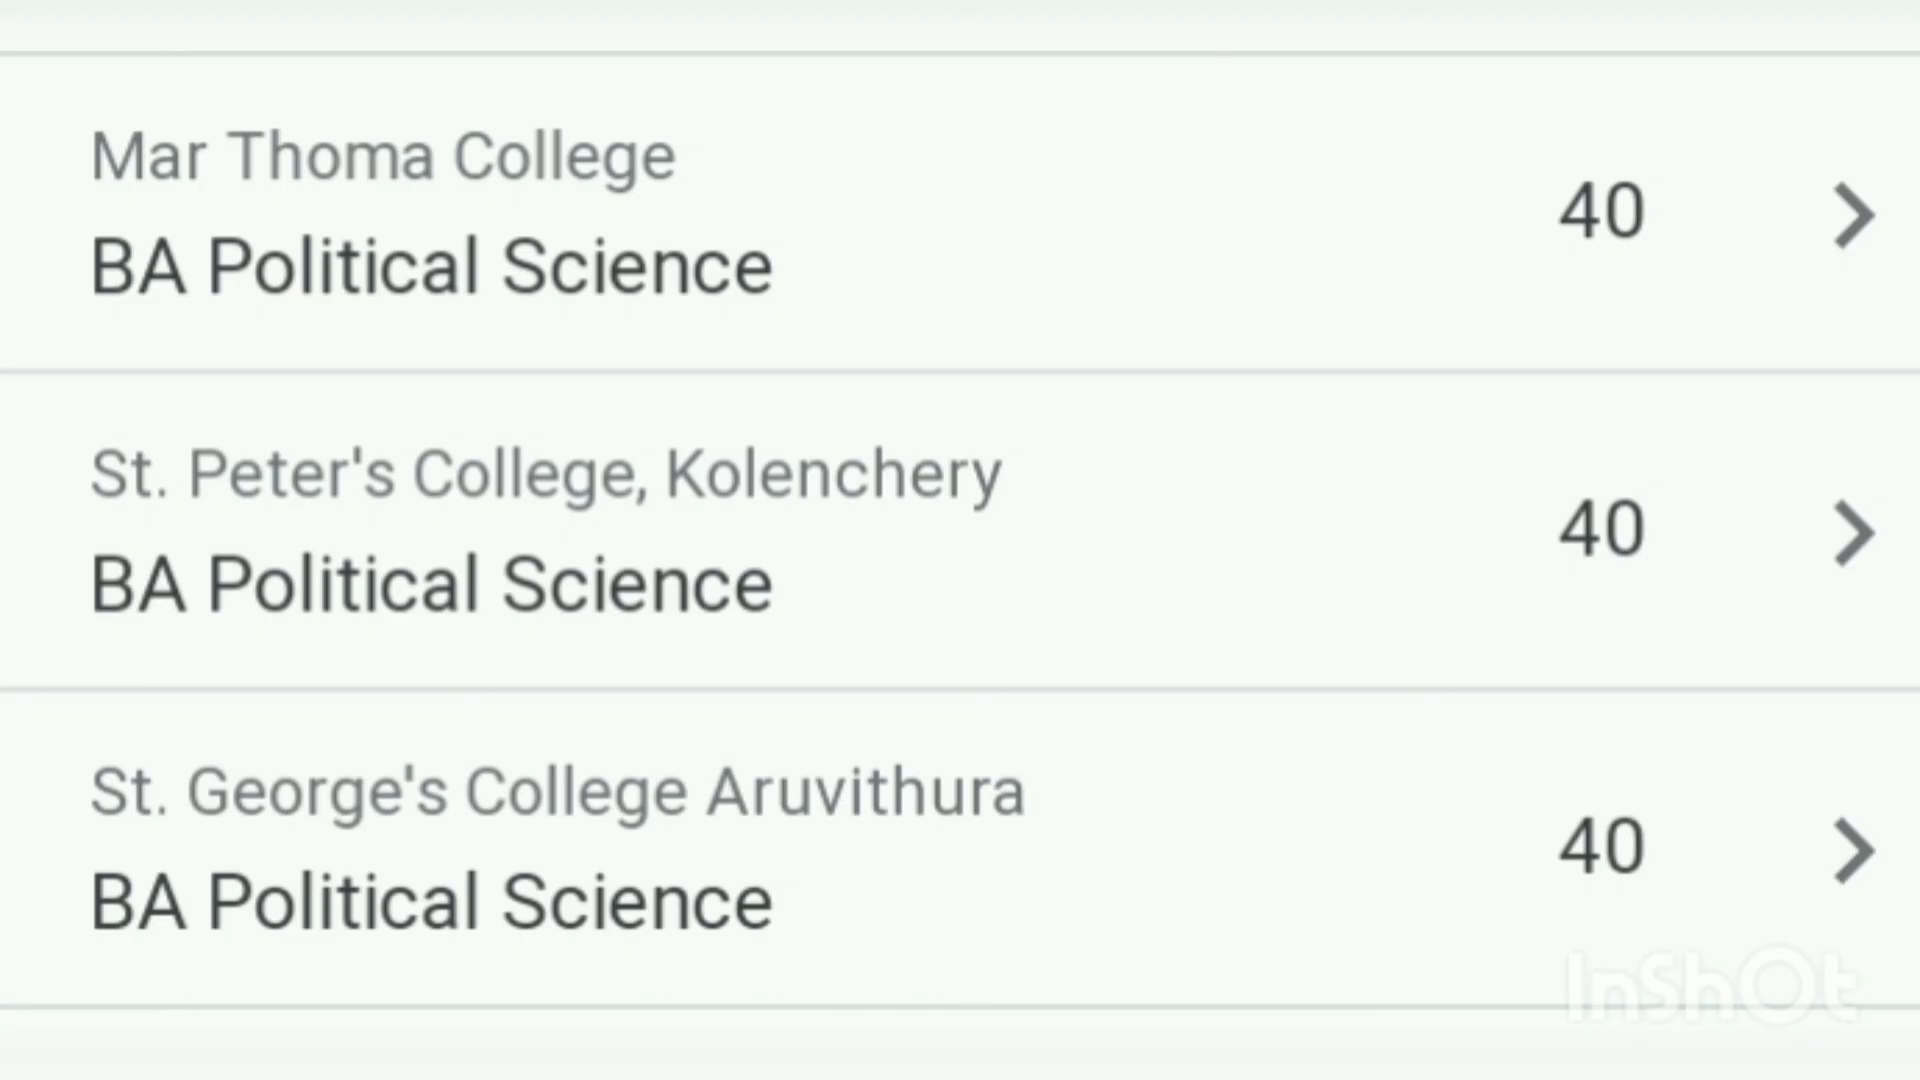 Mar Thoma College
BA Political Science
40
St. Peter's College, Kolenchery
BA Political Science
40
St. George's College Aruvithura
BA Political Science
40
InShOt